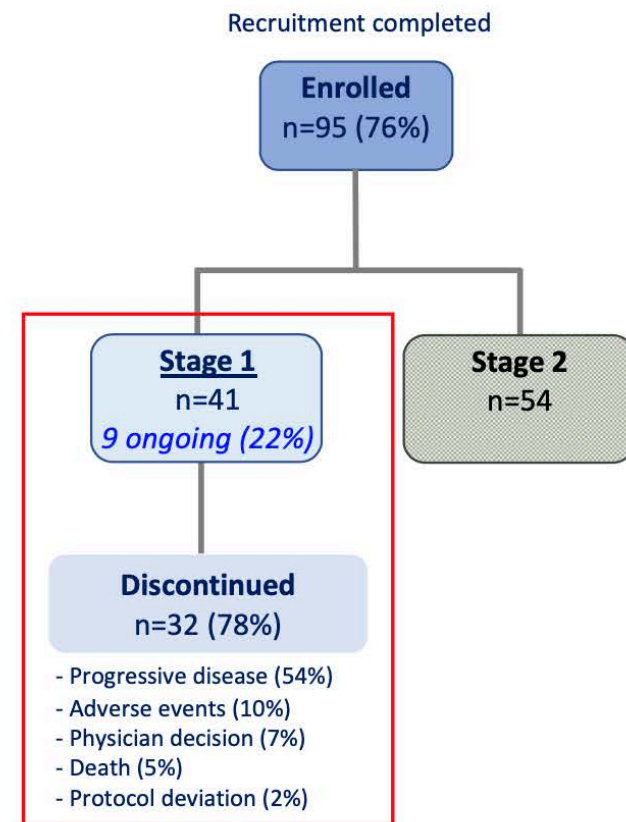 Recruitment completed
Enrolled
n=95 (76%)
Stage 1
n=41
9 ongoing (22%)
Stage 2
n=54
Discontinued
n=32 (78%)
- Progressive disease (54%)
- Adverse events (10%)
- Physician decision (7%)
- Death (5%)
- Protocol deviation (2%)